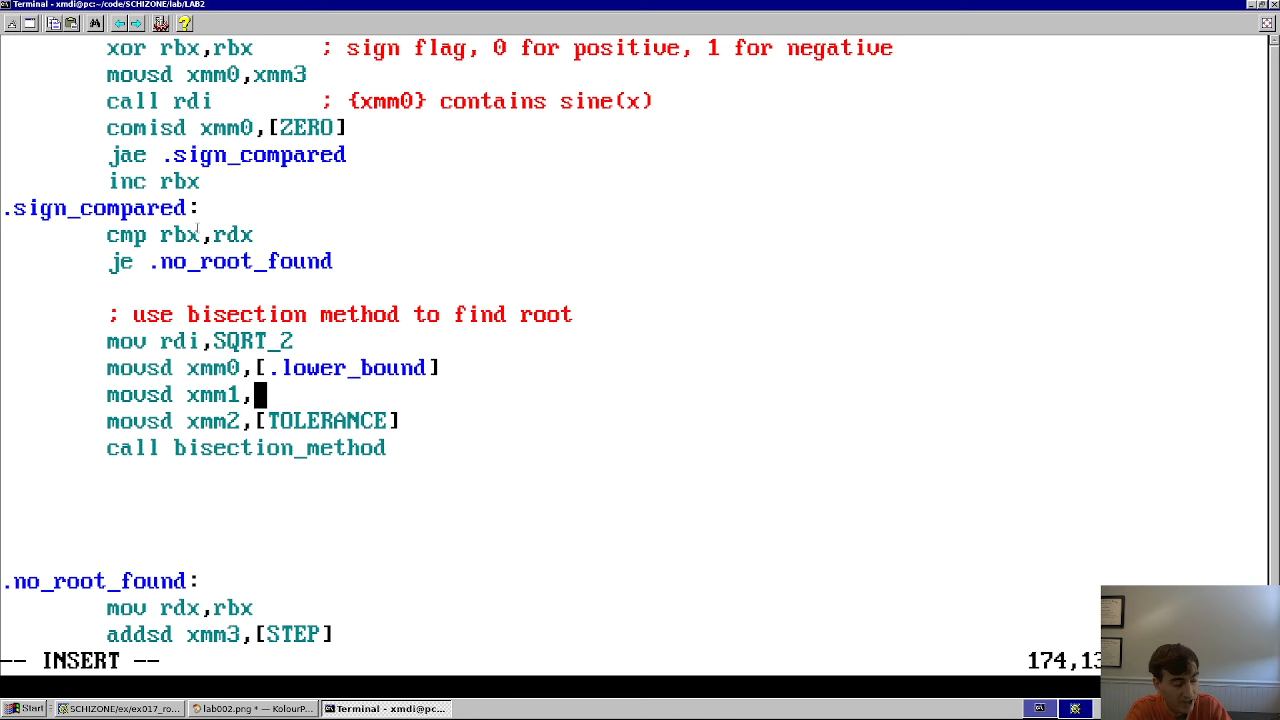 Terminal - xmdi@pc:~/code/SCHIZONE/lab/LAB2
xor rbx,rbx ; sign flag, 0 for positive, 1 for negative
movsd xmm0,xmm3
call rdi ; {xmm0} contains sine(x)
comisd xmm0,[ZERO]
jae .sign_compared
inc rbx
.sign_compared:
cmp rbx,rdx
je .no_root_found
; use bisection method to find root
mov rdi,SQRT_2
movsd xmm0,[.lower_bound]
movsd xmm1,
movsd xmm2,[TOLERANCE]
call bisection_method
.no_root_found:
mov rdx,rbx
addsd xmm3,[STEP]
-- INSERT -- 174,13
Start SCHIZONE/ex/ex017_ro... lab002.png * — KolourP... Terminal - xmdi@pc:~/co...